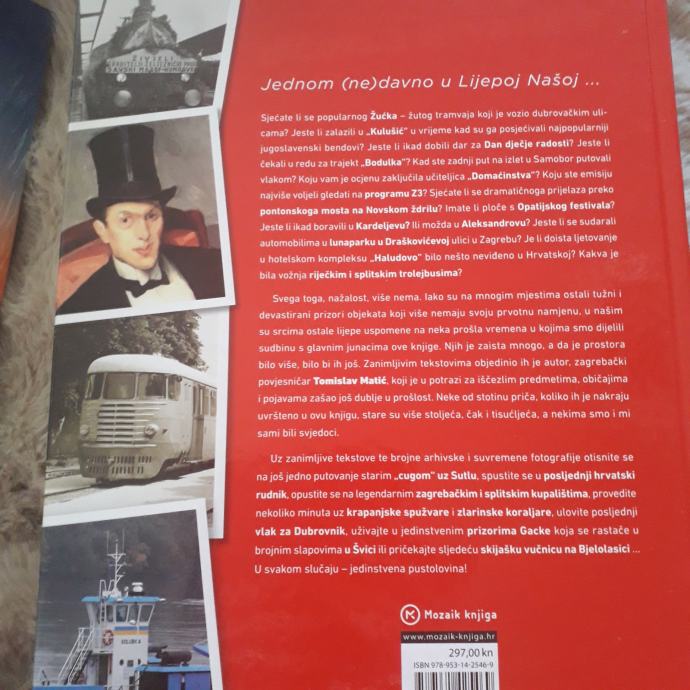 ŽIVJELI
GRADITELJI ŽELJEZNIČKE PRUGE
SAVSKI MAROF-KUMROVEC
Jednom (ne)davno u Lijepoj Našoj ...
Sjećate li se popularnog Žućka – žutog tramvaja koji je vozio dubrovačkim uli-
cama? Jeste li zalazili u „Kulušić“ u vrijeme kad su ga posjećivali najpopularniji
jugoslavenski bendovi? Jeste li ikad dobili dar za Dan dječje radosti? Jeste li
čekali u redu za trajekt „Bodulka“? Kad ste zadnji put na izlet u Samobor putovali
vlakom? Koju vam je ocjenu zaključila učiteljica „Domaćinstva“? Koju ste emisiju
najviše voljeli gledati na programu Z3? Sjećate li se dramatičnoga prijelaza preko
pontonskoga mosta na Novskom ždrilu? Imate li ploče s Opatijskog festivala?
Jeste li ikad boravili u Kardeljevu? Ili možda u Aleksandrovu? Jeste li se sudarali
automobilima u lunaparku u Draškovićevoj ulici u Zagrebu? Je li doista ljetovanje
u hotelskom kompleksu „Haludovo“ bilo nešto neviđeno u Hrvatskoj? Kakva je
bila vožnja riječkim i splitskim trolejbusima?
Svega toga, nažalost, više nema. Iako su na mnogim mjestima ostali tužni i
devastirani prizori objekata koji više nemaju svoju prvotnu namjenu, u našim
su srcima ostale lijepe uspomene na neka prošla vremena u kojima smo dijelili
sudbinu s glavnim junacima ove knjige. Njih je zaista mnogo, a da je prostora
bilo više, bilo bi ih još. Zanimljivim tekstovima objedinio ih je autor, zagrebački
povjesničar Tomislav Matić, koji je u potrazi za iščezlim predmetima, običajima
i pojavama zašao još dublje u prošlost. Neke od stotinu priča, koliko ih je nakraju
uvršteno u ovu knjigu, stare su više stoljeća, čak i tisućljeća, a nekima smo i mi
sami bili svjedoci.
Uz zanimljive tekstove te brojne arhivske i suvremene fotografije otisnite se
na još jedno putovanje starim „cugom“ uz Sutlu, spustite se u posljednji hrvatski
rudnik, opustite se na legendarnim zagrebačkim i splitskim kupalištima, provedite
nekoliko minuta uz krapanjske spužvare i zlarinske koraljare, ulovite posljednji
vlak za Dubrovnik, uživajte u jedinstvenim prizorima Gacke koja se rastače u
brojnim slapovima u Švici ili pričekajte sljedeću skijašku vučnicu na Bjelolasici ...
U svakom slučaju – jedinstvena pustolovina!
Mozaik knjiga
www.mozaik-knjiga.hr
297,00 kn
ISBN 978-953-14-2546-9
BODULKA